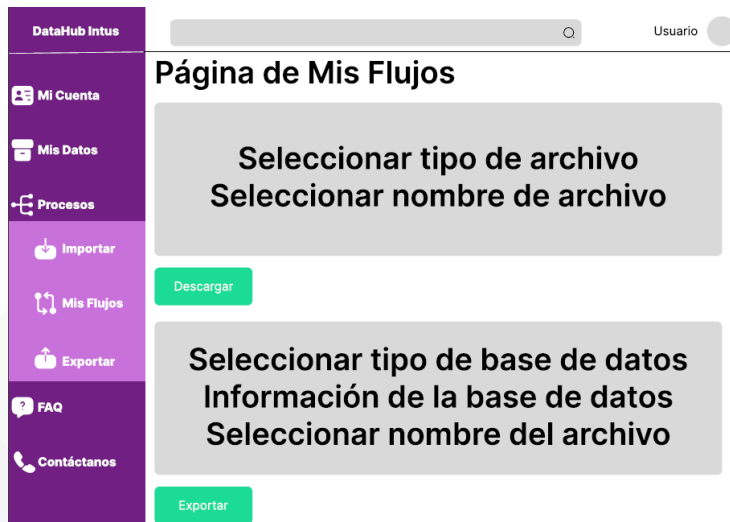 DataHub Intus
Usuario
Mi Cuenta
Mis Datos
Procesos
Importar
Mis Flujos
Exportar
FAQ
Contáctanos
Página de Mis Flujos
Seleccionar tipo de archivo
Seleccionar nombre de archivo
Descargar
Seleccionar tipo de base de datos
Información de la base de datos
Seleccionar nombre del archivo
Exportar